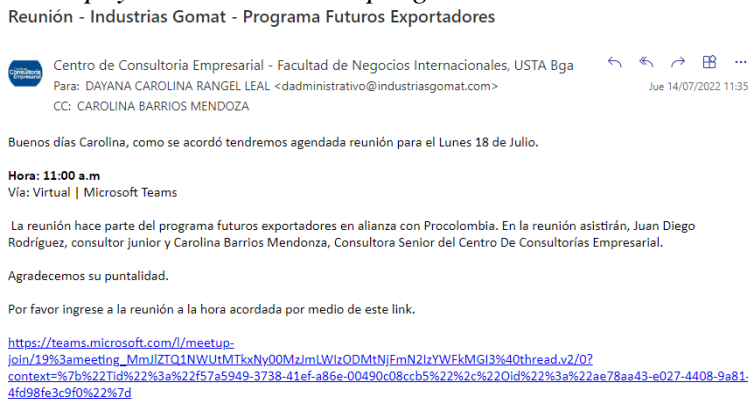 Reunión - Industrias Gomat - Programa Futuros Exportadores
Consultoría
Empresarial
Centro de Consultoria Empresarial - Facultad de Negocios Internacionales, USTA Bga
Para: DAYANA CAROLINA RANGEL LEAL <dadministrativo@industriasgomat.com>
Jue 14/07/2022 11:35
CC: CAROLINA BARRIOS MENDOZA
Buenos días Carolina, como se acordó tendremos agendada reunión para el Lunes 18 de Julio.
Hora: 11:00 a.m
Vía: Virtual | Microsoft Teams
La reunión hace parte del programa futuros exportadores en alianza con Procolombia. En la reunión asistirán, Juan Diego
Rodríguez, consultor junior y Carolina Barrios Mendonza, Consultora Senior del Centro De Consultorías Empresarial.
Agradecemos su puntalidad.
Por favor ingrese a la reunión a la hora acordada por medio de este link.
https://teams.microsoft.com/l/meetup-
join/19%3ameeting_MmJlZTQ1NWUtMTkxNy00MzJmLWIzODMtNjFmN2IzYWFkMGI3%40thread.v2/0?
context=%7b%22Tid%22%3a%22f57a5949-3738-41ef-a86e-00490c08ccb5%22%2c%22Oid%22%3a%22ae78aa43-e027-4408-9a81-
4fd98fe3c9f0%22%7d